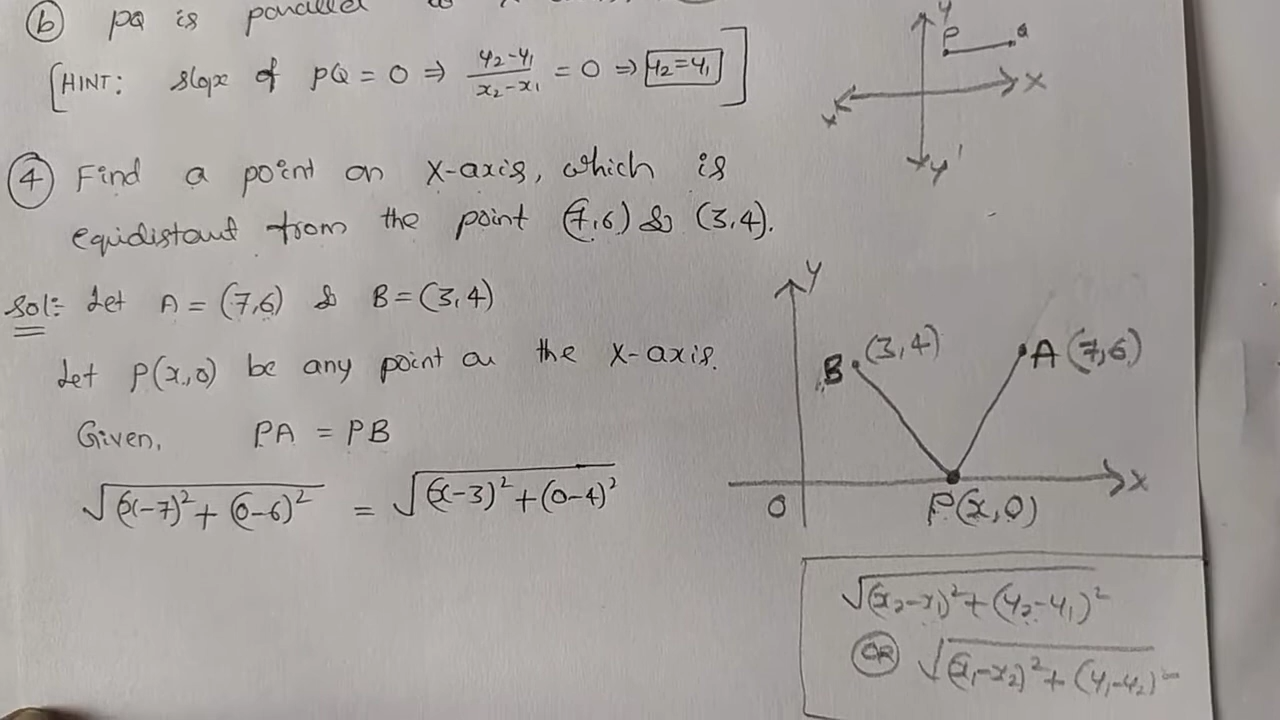 (b) PQ is parallel
[HINT: slope of PQ = 0 ⇒ (y₂-y₁)/(x₂-x₁) = 0 ⇒ y₂=y₁]
y
P
Q
X
y'
(4) Find a point on X-axis, which is
equidistant from the point (7,6) & (3,4).
Sol:- Let A = (7,6) & B = (3,4)
Let P(x,0) be any point on the X-axis.
Given, PA = PB
√(x-7)²+(0-6)² = √(x-3)²+(0-4)²
y
B (3,4)
A (7,6)
X
O
P(x,0)
√(x₂-x₁)²+(y₂-y₁)²
OR √(x₁-x₂)²+(y₁-y₂)²